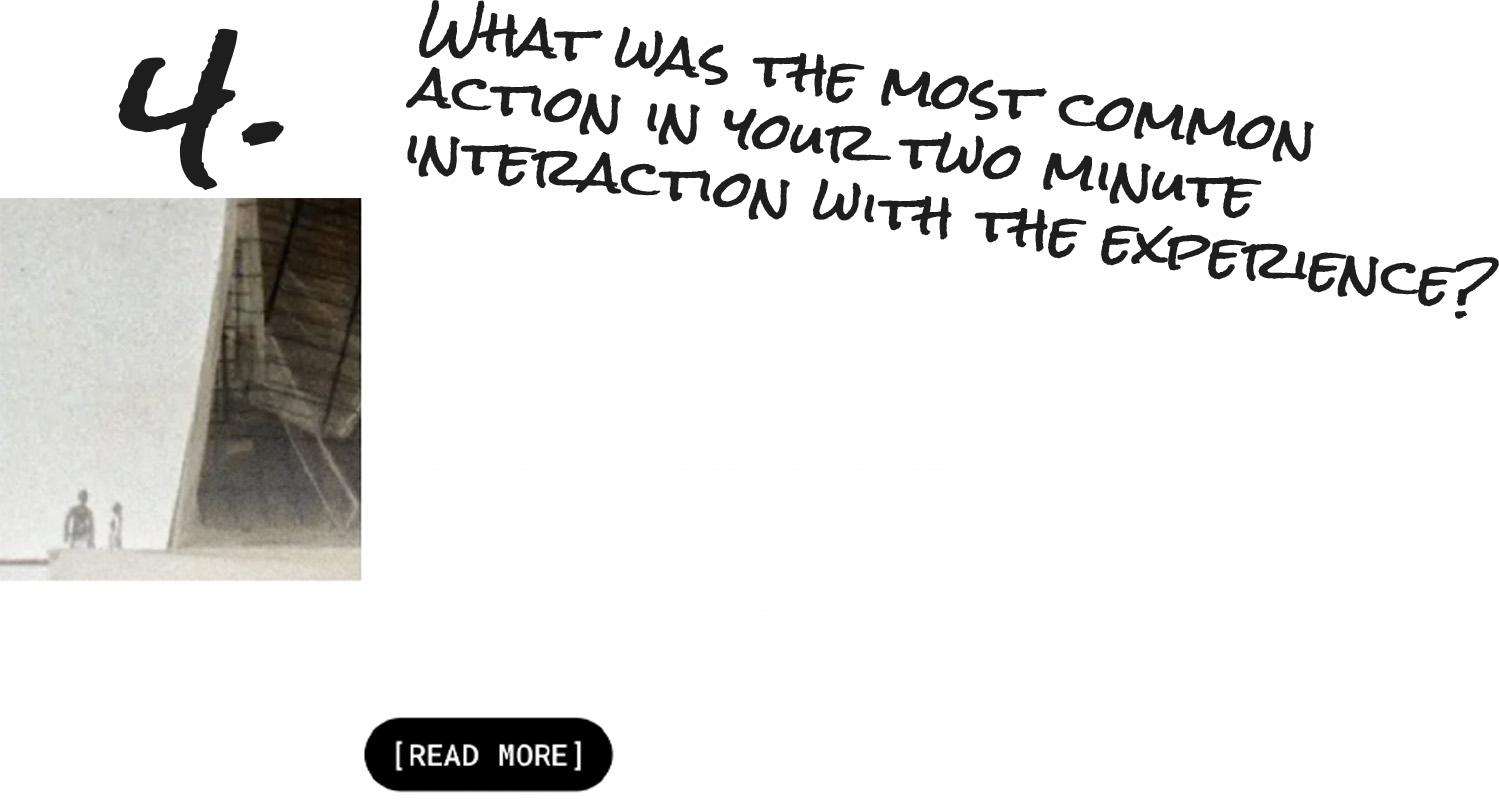 4.
WHAT WAS THE MOST COMMON
ACTION IN YOUR TWO MINUTE
INTERACTION WITH THE EXPERIENCE?
[READ MORE]